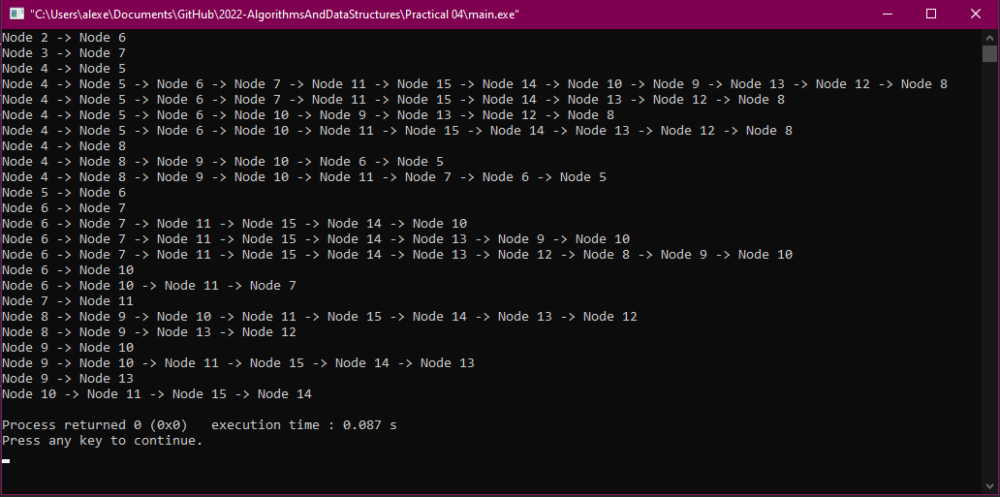 "C:\Users\alexe\Documents\GitHub\2022-AlgorithmsAndDataStructures\Practical 04\main.exe"
Node 2 -> Node 6
Node 3 -> Node 7
Node 4 -> Node 5
Node 4 -> Node 5 -> Node 6 -> Node 7 -> Node 11 -> Node 15 -> Node 14 -> Node 10 -> Node 9 -> Node 13 -> Node 12 -> Node 8
Node 4 -> Node 5 -> Node 6 -> Node 7 -> Node 11 -> Node 15 -> Node 14 -> Node 13 -> Node 12 -> Node 8
Node 4 -> Node 5 -> Node 6 -> Node 10 -> Node 9 -> Node 13 -> Node 12 -> Node 8
Node 4 -> Node 5 -> Node 6 -> Node 10 -> Node 11 -> Node 15 -> Node 14 -> Node 13 -> Node 12 -> Node 8
Node 4 -> Node 8
Node 4 -> Node 8 -> Node 9 -> Node 10 -> Node 6 -> Node 5
Node 4 -> Node 8 -> Node 9 -> Node 10 -> Node 11 -> Node 7 -> Node 6 -> Node 5
Node 5 -> Node 6
Node 6 -> Node 7
Node 6 -> Node 7 -> Node 11 -> Node 15 -> Node 14 -> Node 10
Node 6 -> Node 7 -> Node 11 -> Node 15 -> Node 14 -> Node 13 -> Node 9 -> Node 10
Node 6 -> Node 7 -> Node 11 -> Node 15 -> Node 14 -> Node 13 -> Node 12 -> Node 8 -> Node 9 -> Node 10
Node 6 -> Node 10
Node 6 -> Node 10 -> Node 11 -> Node 7
Node 7 -> Node 11
Node 8 -> Node 9 -> Node 10 -> Node 11 -> Node 15 -> Node 14 -> Node 13 -> Node 12
Node 8 -> Node 9 -> Node 13 -> Node 12
Node 9 -> Node 10
Node 9 -> Node 10 -> Node 11 -> Node 15 -> Node 14 -> Node 13
Node 9 -> Node 13
Node 10 -> Node 11 -> Node 15 -> Node 14
Process returned 0 (0x0)   execution time : 0.087 s
Press any key to continue.